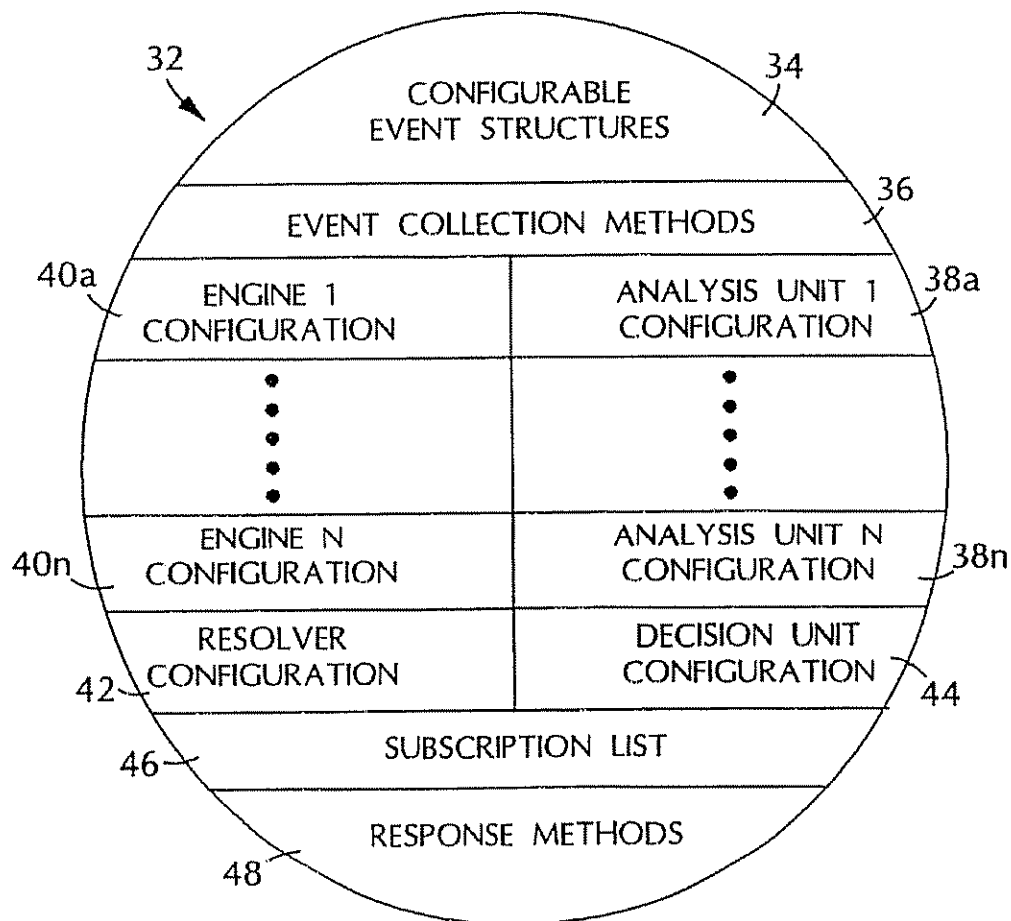 32
34
CONFIGURABLE
EVENT STRUCTURES
36
EVENT COLLECTION METHODS
40a
ENGINE 1
CONFIGURATION
ANALYSIS UNIT 1
CONFIGURATION
38a
ENGINE N
CONFIGURATION
40n
ANALYSIS UNIT N
CONFIGURATION
38n
RESOLVER
CONFIGURATION
42
DECISION UNIT
CONFIGURATION
44
SUBSCRIPTION LIST
46
RESPONSE METHODS
48